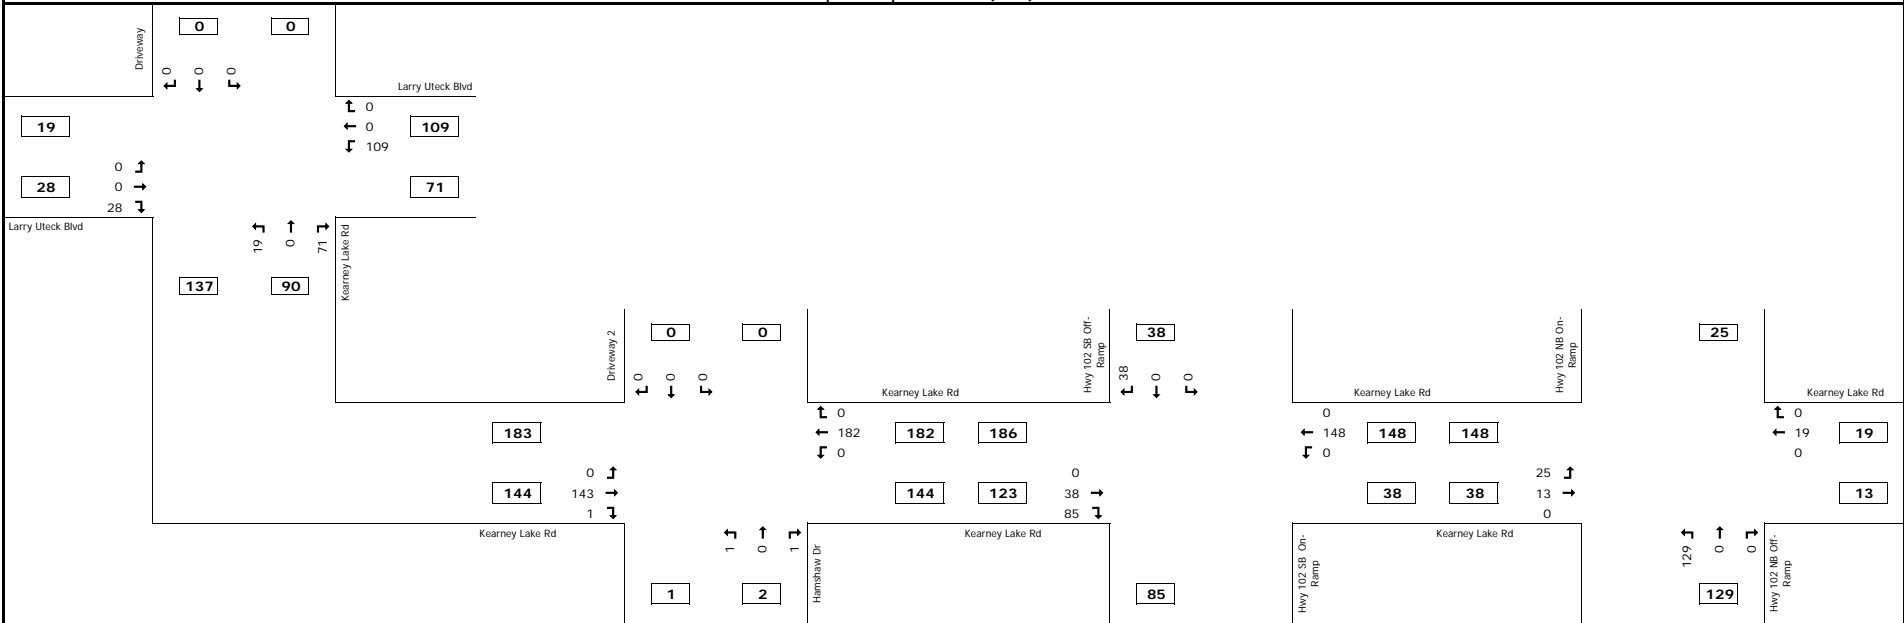 0 0
Driveway
0 0 0
Larry Uteck Blvd
0
19 0 109
109
0
28 0 71
28
Larry Uteck Blvd
19 0 71
Kearney Lake Rd
137 90
Driveway 2
0 0
0 0 0
Kearney Lake Rd
Hwy 102 SB Off-
Ramp
38
38 0 0
Kearney Lake Rd
Hwy 102 NB On-
Ramp
25
Kearney Lake Rd
0 0 0
183 182 182 186 148 148 148 19 19
0 0 0
0 0 25
144 143 144 123 38 38 38 13 13
1 85 0
Kearney Lake Rd Kearney Lake Rd Kearney Lake Rd
1 0 1
Hamshaw Dr
Hwy 102 SB On-
Ramp
129 0 0
Hwy 102 NB Off-
Ramp
1 2 85 129